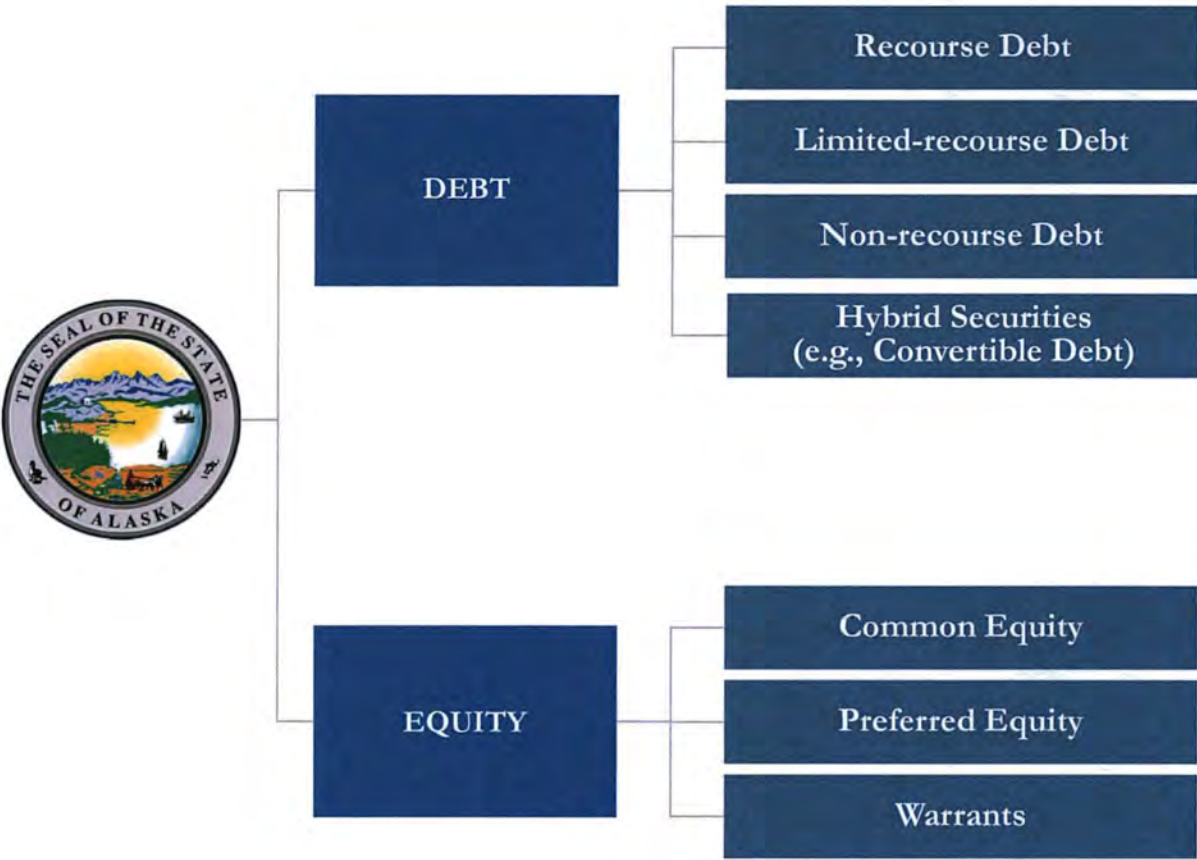 THE SEAL OF THE STATE
OF ALASKA
DEBT
Recourse Debt
Limited-recourse Debt
Non-recourse Debt
Hybrid Securities
(e.g., Convertible Debt)
EQUITY
Common Equity
Preferred Equity
Warrants